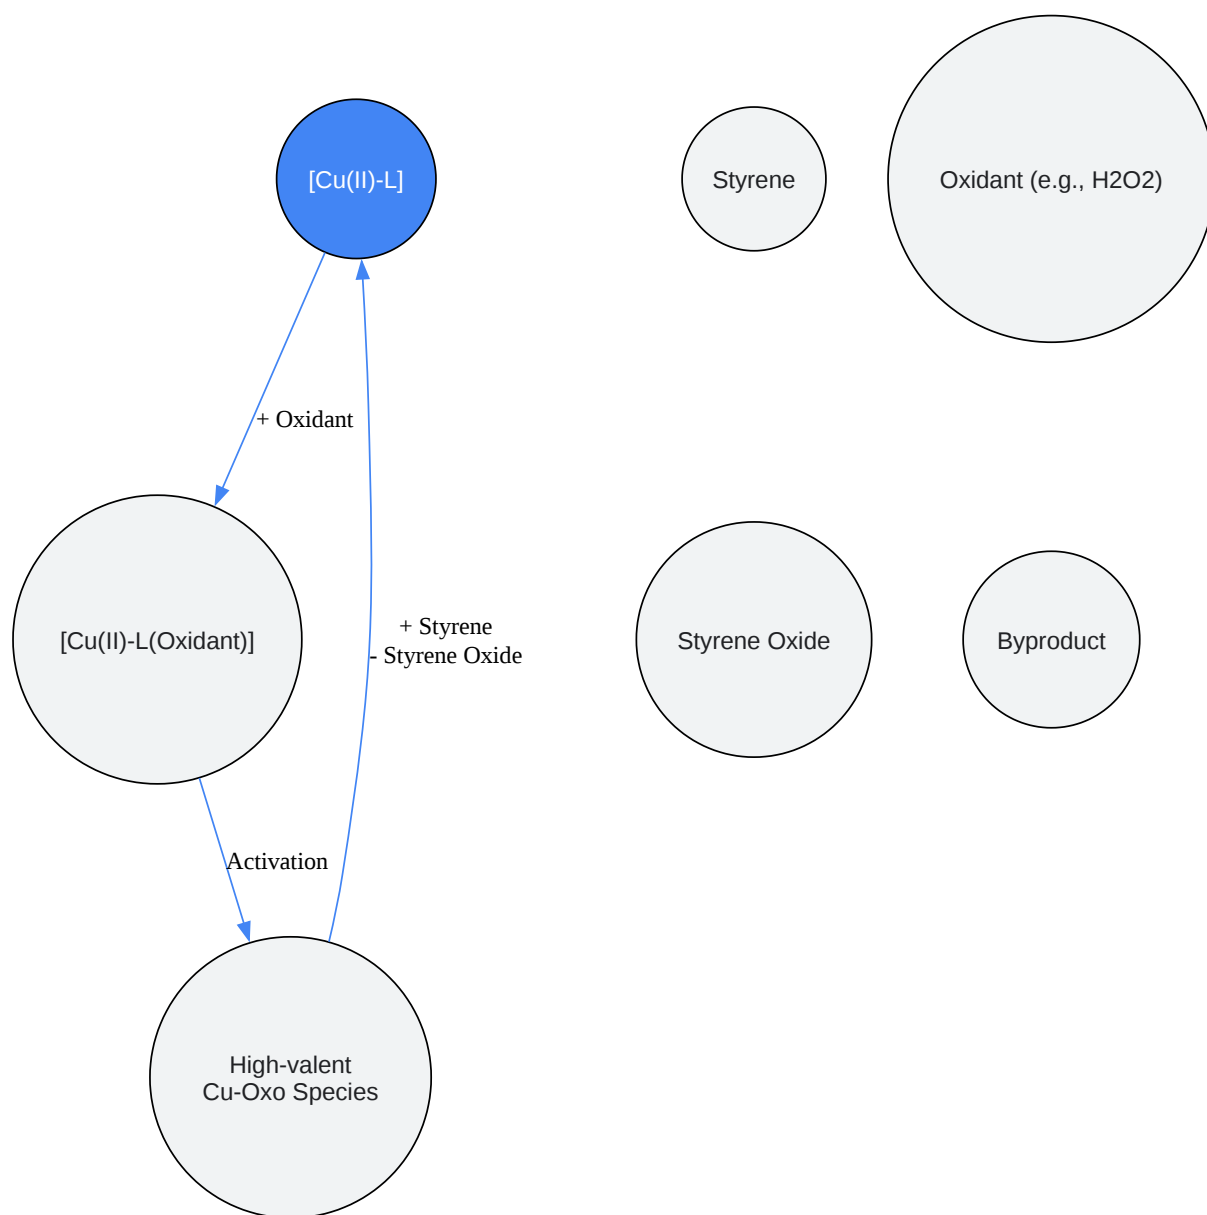 [Cu(II)-L]
Styrene
Oxidant (e.g., H2O2)
+ Oxidant
[Cu(II)-L(Oxidant)]
+ Styrene
- Styrene Oxide
Styrene Oxide
Byproduct
Activation
High-valent
Cu-Oxo Species